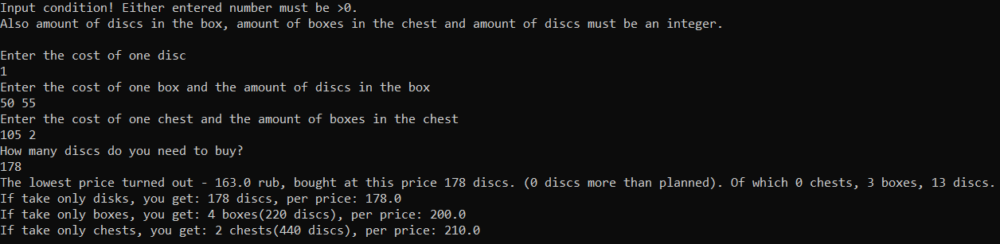 Input condition! Either entered number must be >0.
Also amount of discs in the box, amount of boxes in the chest and amount of discs must be an integer.
Enter the cost of one disc
1
Enter the cost of one box and the amount of discs in the box
50 55
Enter the cost of one chest and the amount of boxes in the chest
105 2
How many discs do you need to buy?
178
The lowest price turned out - 163.0 rub, bought at this price 178 discs. (0 discs more than planned). Of which 0 chests, 3 boxes, 13 discs.
If take only disks, you get: 178 discs, per price: 178.0
If take only boxes, you get: 4 boxes(220 discs), per price: 200.0
If take only chests, you get: 2 chests(440 discs), per price: 210.0